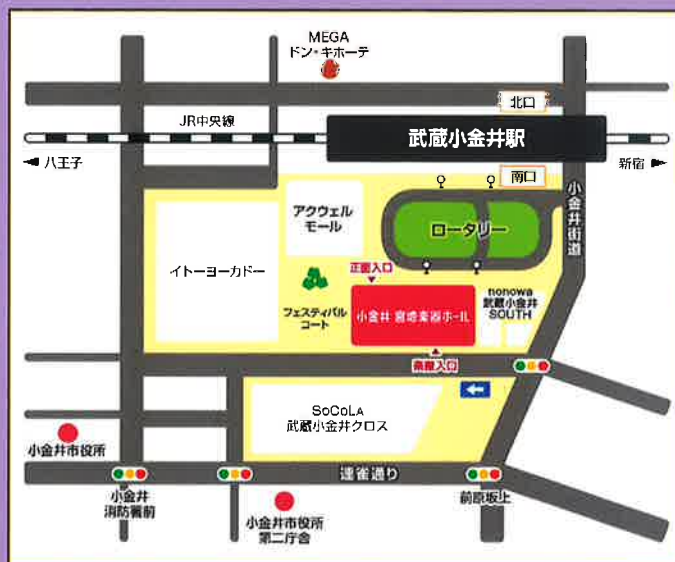 MEGA
ドン・キホーテ
北口
JR中央線
武蔵小金井駅
八王子
新宿
南口
小金井街道
アクウェル
モール
ロータリー
イトーヨーカドー
正面入口
フェスティバル
コート
小金井 宮地楽器ホール
nonowa
武蔵小金井
SOUTH
南側入口
SoCoLA
武蔵小金井クロス
小金井市役所
連雀通り
小金井
消防署前
小金井市役所
第二庁舎
前原坂上